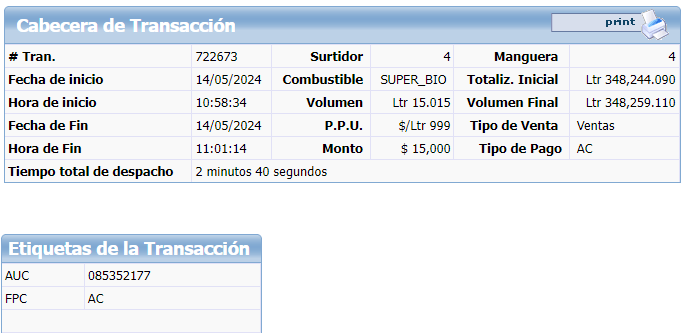 Cabecera de Transacción print
# Tran. 722673 Surtidor 4 Manguera 4
Fecha de inicio 14/05/2024 Combustible SUPER_BIO Totaliz. Inicial Ltr 348,244.090
Hora de inicio 10:58:34 Volumen Ltr 15.015 Volumen Final Ltr 348,259.110
Fecha de Fin 14/05/2024 P.P.U. $/Ltr 999 Tipo de Venta Ventas
Hora de Fin 11:01:14 Monto $ 15,000 Tipo de Pago AC
Tiempo total de despacho 2 minutos 40 segundos
Etiquetas de la Transacción
AUC 085352177
FPC AC